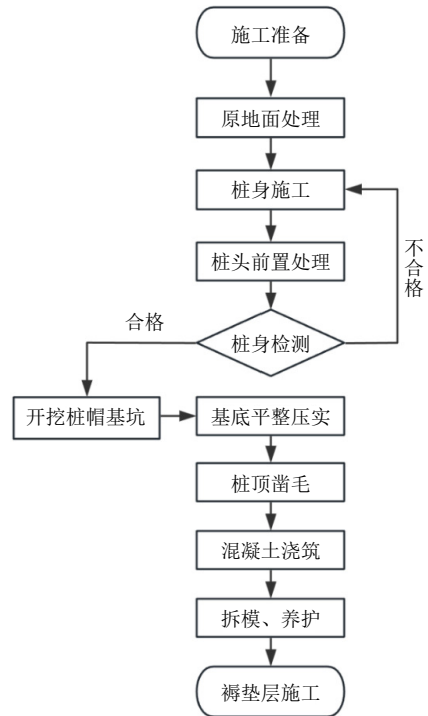 施工准备
原地面处理
桩身施工
桩头前置处理
不合格
合格
桩身检测
开挖桩帽基坑
基底平整压实
桩顶凿毛
混凝土浇筑
拆模、养护
褥垫层施工